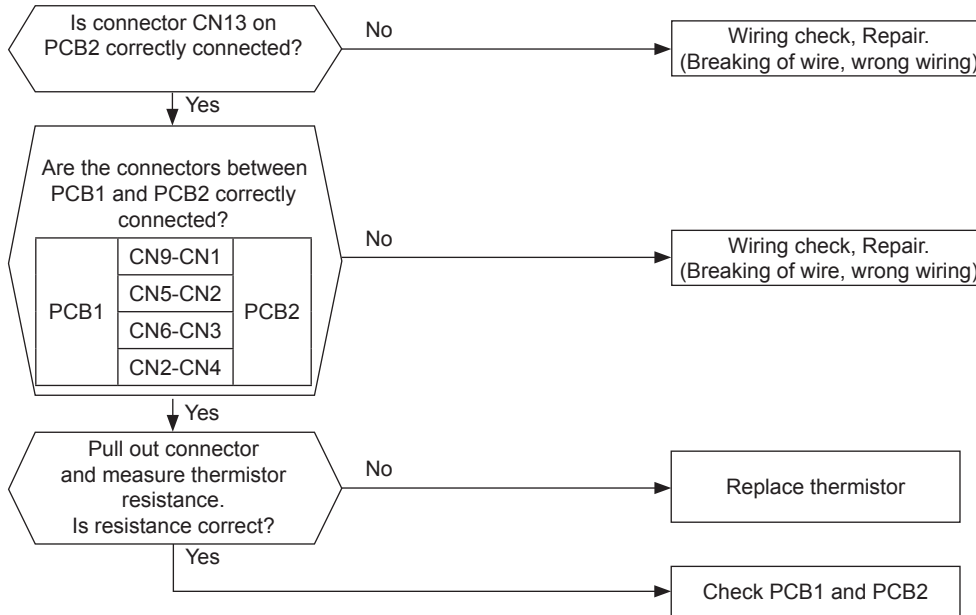 Is connector CN13 on
PCB2 correctly connected?
No
Wiring check, Repair.
(Breaking of wire, wrong wiring)
Yes
Are the connectors between
PCB1 and PCB2 correctly
connected?
PCB1
CN9-CN1
CN5-CN2
CN6-CN3
CN2-CN4
PCB2
No
Wiring check, Repair.
(Breaking of wire, wrong wiring)
Yes
Pull out connector
and measure thermistor
resistance.
Is resistance correct?
No
Replace thermistor
Yes
Check PCB1 and PCB2